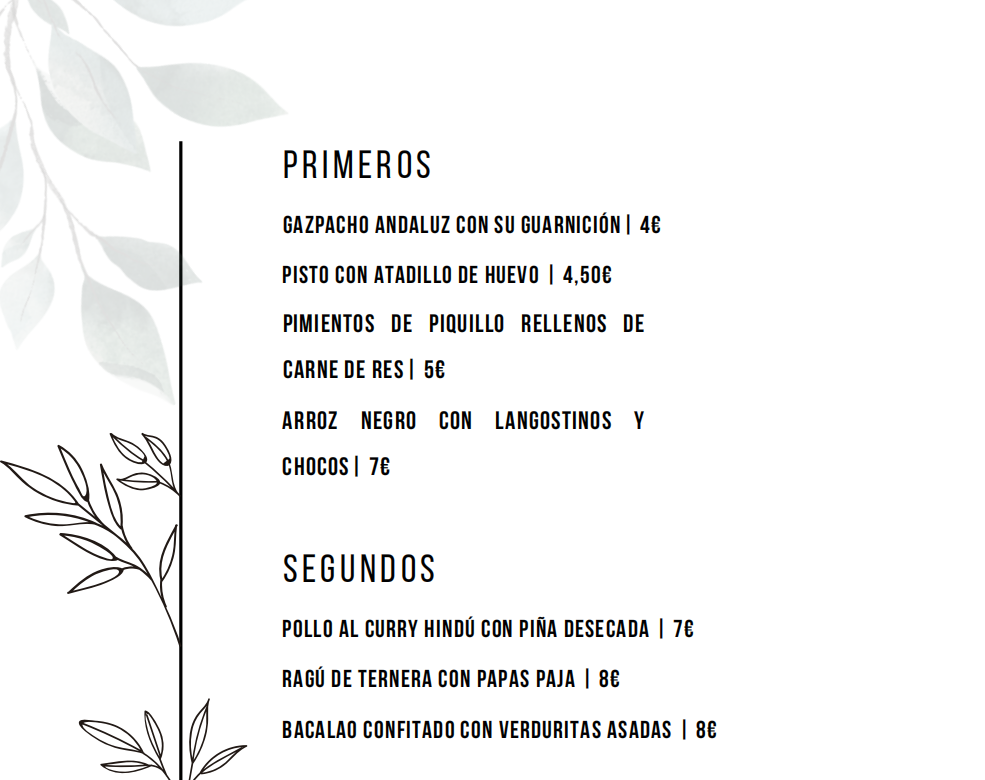 PRIMEROS
GAZPACHO ANDALUZ CON SU GUARNICIÓN| 4€
PISTO CON ATADILLO DE HUEVO | 4,50€
PIMIENTOS DE PIQUILLO RELLENOS DE
CARNE DE RES| 5€
ARROZ NEGRO CON LANGOSTINOS Y
CHOCOS| 7€
SEGUNDOS
POLLO AL CURRY HINDÚ CON PIÑA DESECADA | 7€
RAGÚ DE TERNERA CON PAPAS PAJA | 8€
BACALAO CONFITADO CON VERDURITAS ASADAS | 8€